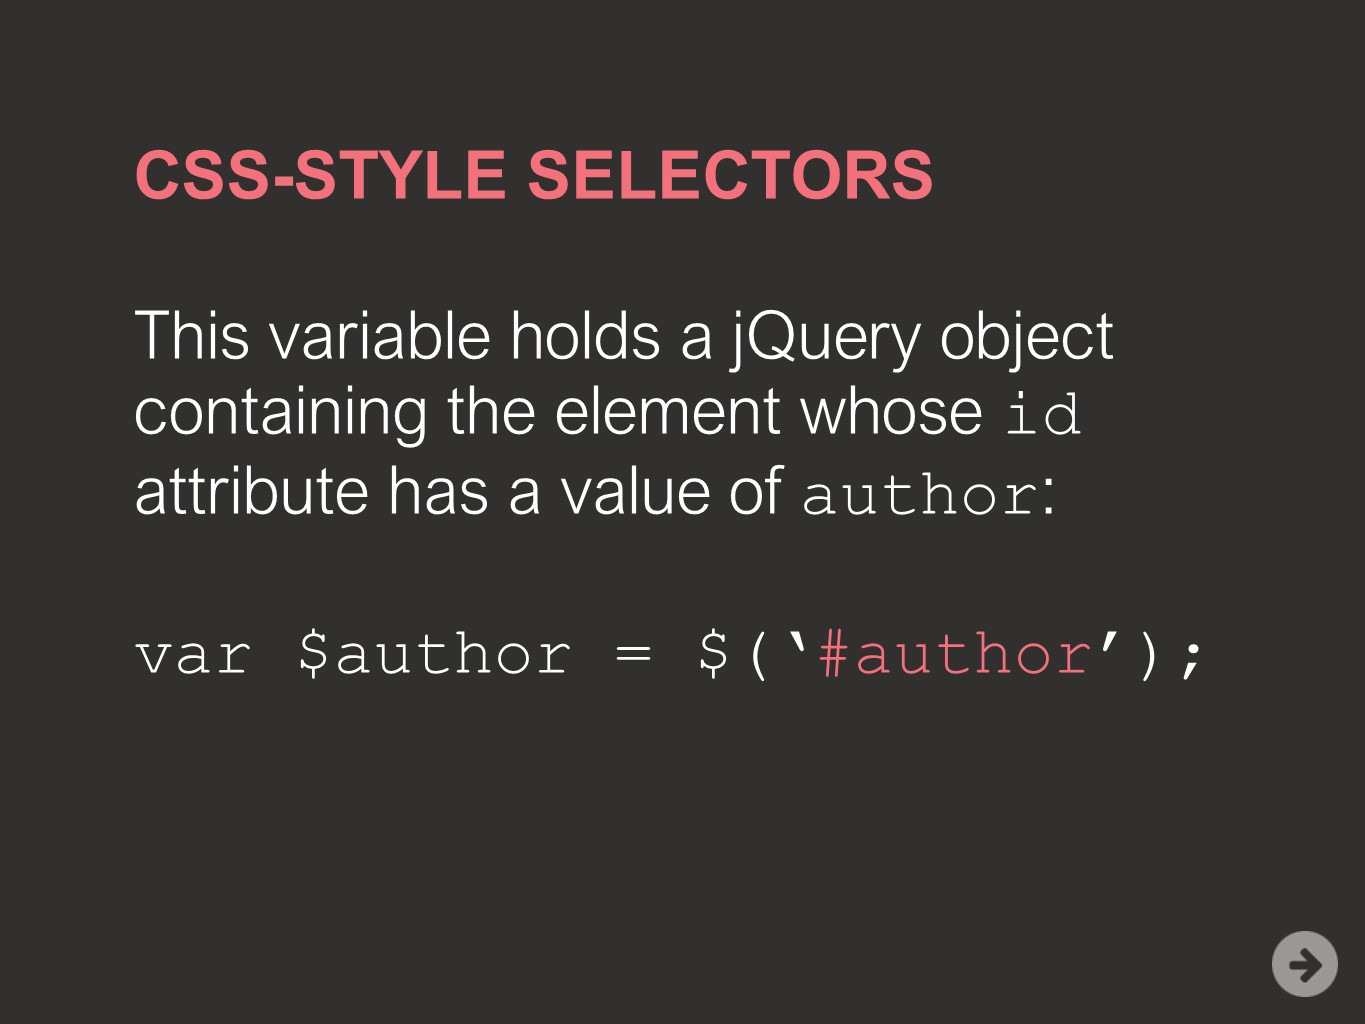 CSS-STYLE SELECTORS
This variable holds a jQuery object
containing the element whose id
attribute has a value of author:
var $author = $(‘#author’);